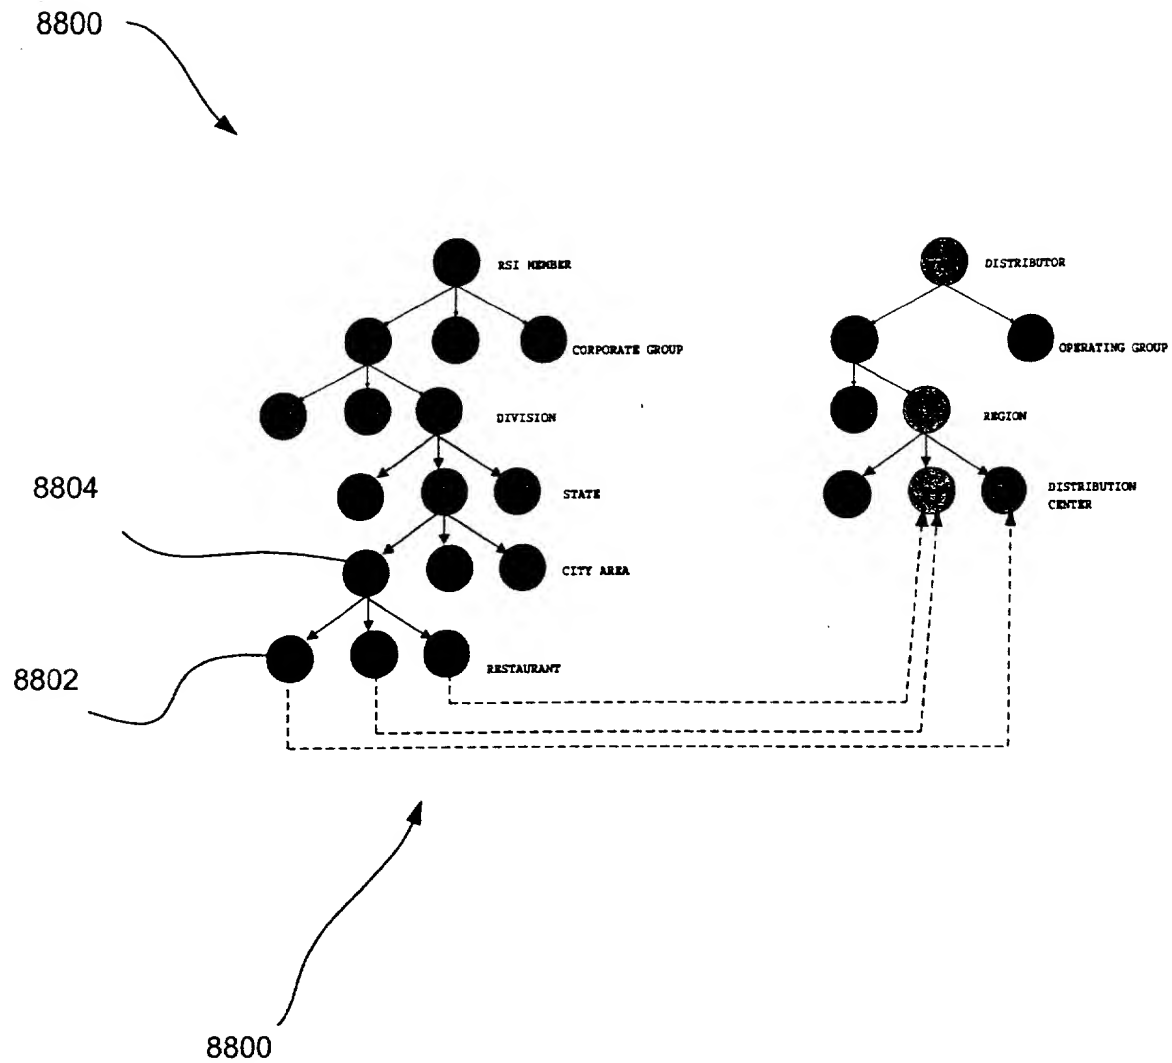 8800
RSI MEMBER
DISTRIBUTOR
CORPORATE GROUP
OPERATING GROUP
DIVISION
REGION
8804
STATE
DISTRIBUTION
CENTER
CITY AREA
8802
RESTAURANT
8800